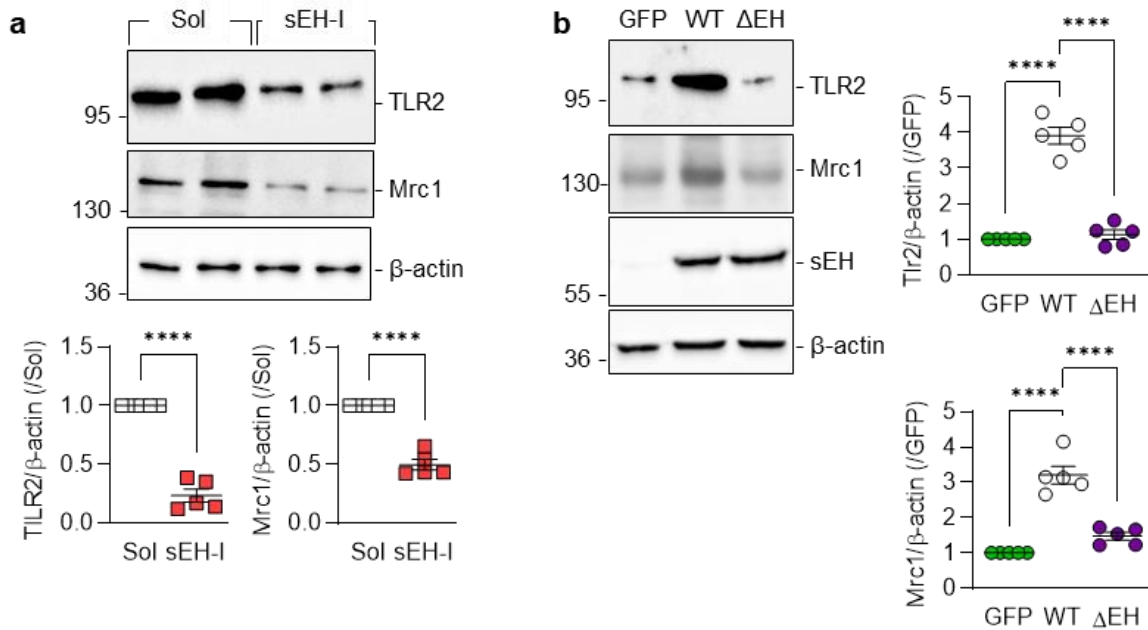 a
Sol sEH-I
95 - - TLR2
130 - - Mrc1
36 - - β-actin
****
1.5
1.0
0.5
0.0
TlLR2/β-actin (/Sol)
Sol sEH-I
****
1.5
1.0
0.5
0.0
Mrc1/β-actin (/Sol)
Sol sEH-I
b
GFP WT ΔEH
95 - - TLR2
130- - Mrc1
55 - - sEH
36 - - β-actin
****
****
5
4
3
2
1
0
Tlr2/β-actin (/GFP)
GFP WT ΔEH
****
****
5
4
3
2
1
0
Mrc1/β-actin (/GFP)
GFP WT ΔEH